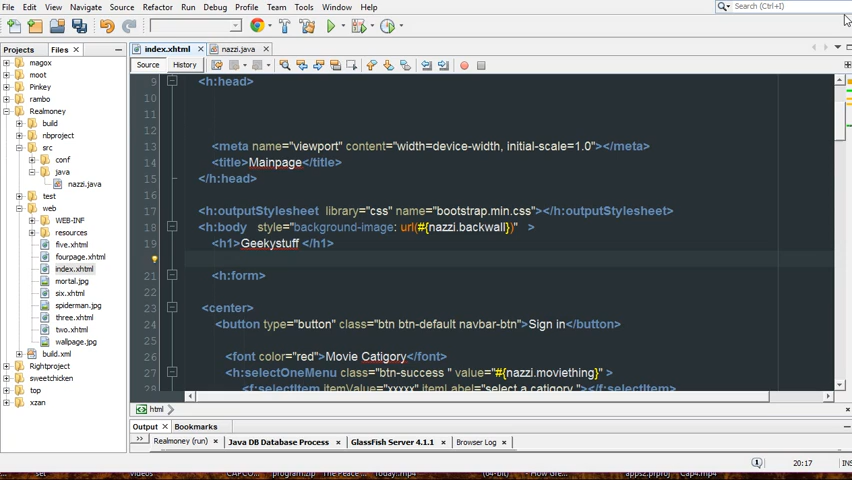 File Edit View Navigate Source Refactor Run Debug Profile Team Tools Window Help
Search (Ctrl+I)
Projects Files
index.xhtml nazzi.java
Source History
magox
moot
Pinkey
rambo
Realmoney
build
nbproject
src
conf
java
nazzi.java
test
web
WEB-INF
resources
five.xhtml
fourpage.xhtml
index.xhtml
mortal.jpg
six.xhtml
spiderman.jpg
three.xhtml
two.xhtml
wallpage.jpg
build.xml
Rightproject
sweetchicken
top
xzan
9 <h:head>
10
11
12
13 <meta name="viewport" content="width=device-width, initial-scale=1.0"></meta>
14 <title>Mainpage</title>
15 </h:head>
16
17 <h:outputStylesheet library="css" name="bootstrap.min.css"></h:outputStylesheet>
18 <h:body style="background-image: url(#{nazzi.backwall})" >
19 <h1>Geekystuff </h1>
21 <h:form>
22
23 <center>
24 <button type="button" class="btn btn-default navbar-btn">Sign in</button>
25
26 <font color="red">Movie Catigory</font>
27 <h:selectOneMenu class="btn-success " value="#{nazzi.moviething}" >
28 <f:selectItem itemValue="xxxxx" itemLabel="select a catigory "></f:selectItem>
html
Output Bookmarks
Realmoney (run) Java DB Database Process GlassFish Server 4.1.1 Browser Log
20:17 INS